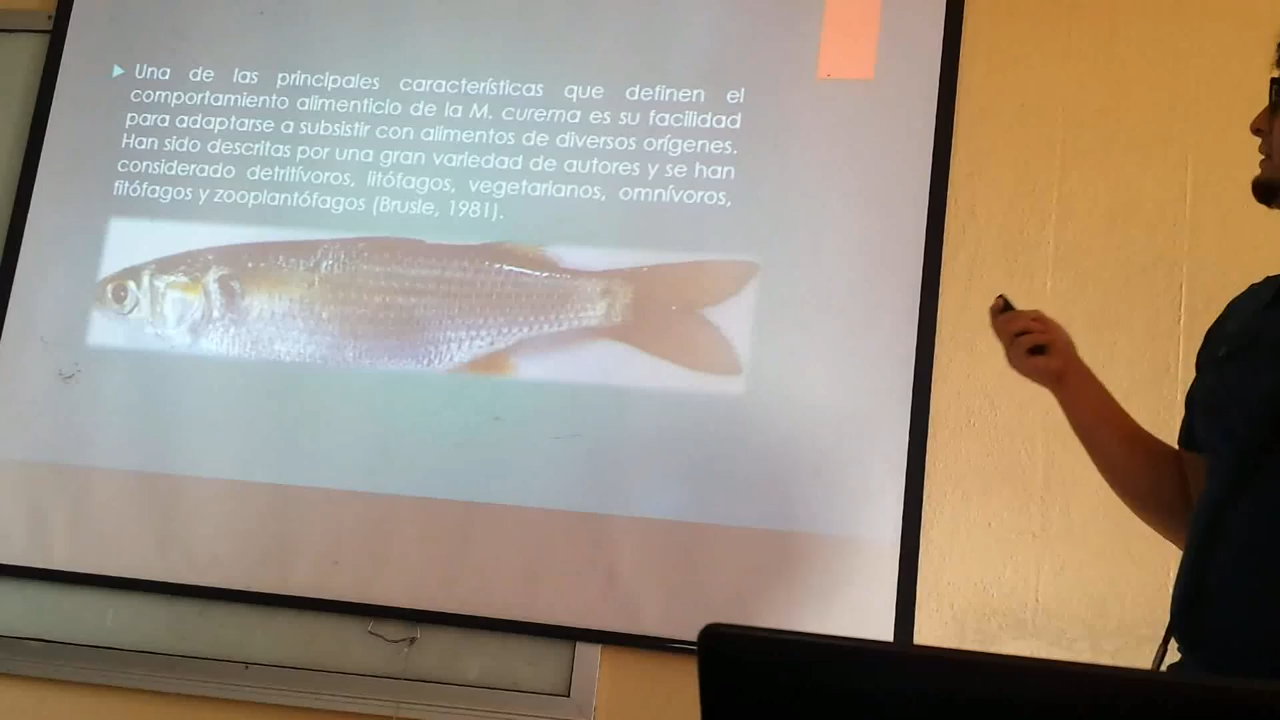 Una de las principales características que definen el
comportamiento alimenticio de la M. curema es su facilidad
para adaptarse a subsistir con alimentos de diversos orígenes.
Han sido descritas por una gran variedad de autores y se han
considerado detritívoros, litófagos, vegetarianos, omnívoros,
fitófagos y zooplantófagos (Brusle, 1981).